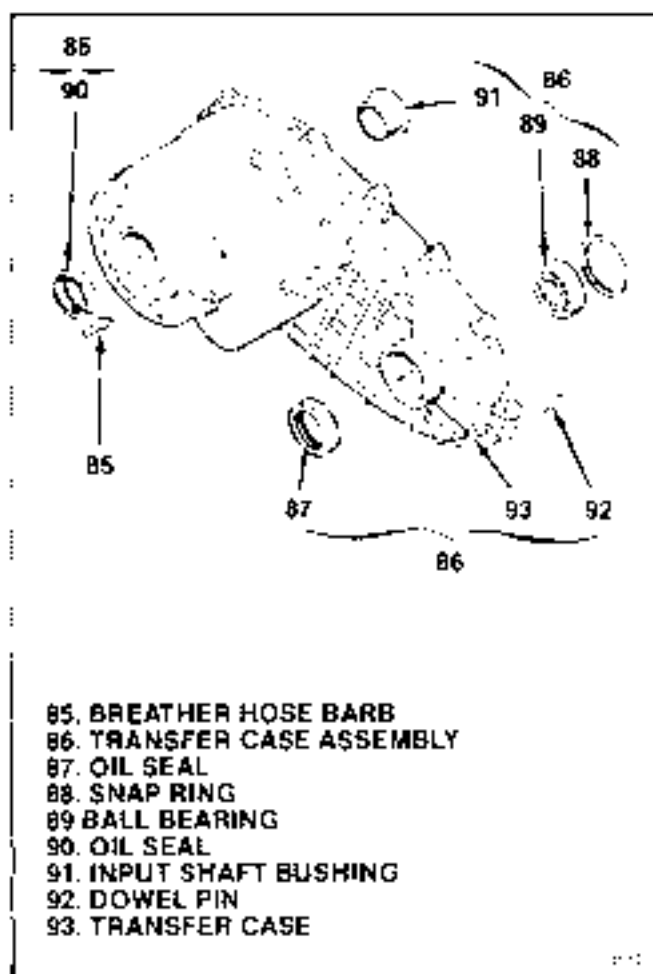 86
90
91
86
89
88
85
87
93
92
86
85. BREATHER HOSE BARB
86. TRANSFER CASE ASSEMBLY
87. OIL SEAL
88. SNAP RING
89 BALL BEARING
90. OIL SEAL
91. INPUT SHAFT BUSHING
92. DOWEL PIN
93. TRANSFER CASE